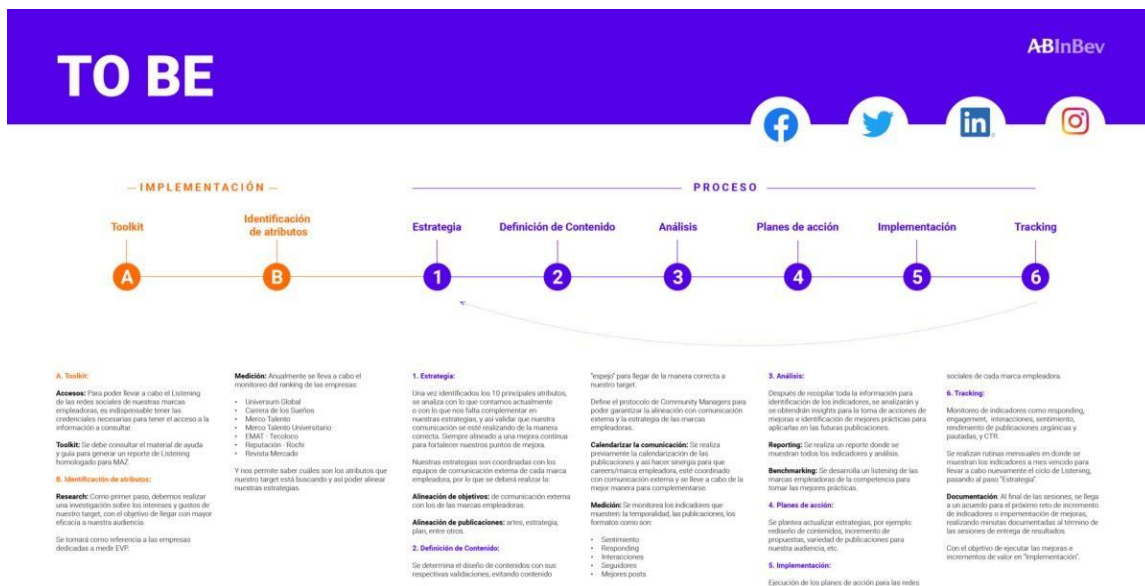 TO BE
ABInBev
IMPLEMENTACIÓN
PROCESO
Toolkit
Identificación
de atributos
Estrategia
Definición de Contenido
Análisis
Planes de acción
Implementación
Tracking
A
B
1
2
3
4
5
6
A. Toolkit:
Accesos: Para poder llevar a cabo el Listening
de las redes sociales de nuestras marcas
empleadoras, es indispensable tener las
credenciales necesarias para tener el acceso a la
información a consultar.
Toolkit: Se debe consultar el material de ayuda
y guía para generar un reporte de Listening
homologado para MAZ.
B. Identificación de atributos:
Research: Como primer paso, debemos realizar
una investigación sobre los intereses y gustos de
nuestro target, con el objetivo de llegar con mayor
eficacia a nuestra audiencia.
Se tomará como referencia a las empresas
dedicadas a medir EVP.
Medición: Anualmente se lleva a cabo el
monitoreo del ranking de las empresas:
• Universum Global
• Carrera de los Sueños
• Merco Talento
• Merco Talento Universitario
• EMAT - Tecoloco
• Reputación - Rochi
• Revista Mercado
Y nos permite saber cuáles son los atributos que
nuestro target está buscando y así poder alinear
nuestras estrategias.
1. Estrategia:
Una vez identificados los 10 principales atributos,
se analiza con lo que contamos actualmente
o con lo que nos falta complementar en
nuestras estrategias, y así validar que nuestra
comunicación se esté realizando de la manera
correcta. Siempre alineado a una mejora continua
para fortalecer nuestros puntos de mejora.
Nuestras estrategias son coordinadas con los
equipos de comunicación externa de cada marca
empleadora, por lo que se deberá realizar la:
Alineación de objetivos: de comunicación externa
con los de las marcas empleadoras.
Alineación de publicaciones: artes, estrategia,
plan, entre otros.
2. Definición de Contenido:
Se determina el diseño de contenidos con sus
respectivas validaciones, evitando contenido
"espejo" para llegar de la manera correcta a
nuestro target.
Define el protocolo de Community Managers para
poder garantizar la alineación con comunicación
externa y la estrategia de las marcas
empleadoras.
Calendarizar la comunicación: Se realiza
previamente la calendarización de las
publicaciones y así hacer sinergia para que
careers/marca empleadora, esté coordinado
con comunicación externa y se lleve a cabo de la
mejor manera para complementarse.
Medición: Se monitorea los indicadores que
muestren: la temporalidad, las publicaciones, los
formatos como son:
• Sentimiento
• Responding
• Interacciones
• Seguidores
• Mejores posts
3. Análisis:
Después de recopilar toda la información para
identificación de los indicadores, se analizarán y
se obtendrán insights para la toma de acciones de
mejoras e identificación de mejores prácticas para
aplicarlas en las futuras publicaciones.
Reporting: Se realiza un reporte donde se
muestran todos los indicadores y análisis.
Benchmarking: Se desarrolla un listening de las
marcas empleadoras de la competencia para
tomar las mejores prácticas.
4. Planes de acción:
Se plantea actualizar estrategias, por ejemplo:
rediseño de contenidos, incremento de
propuestas, variedad de publicaciones para
nuestra audiencia, etc.
5. Implementación:
Ejecución de los planes de acción para las redes
sociales de cada marca empleadora.
6. Tracking:
Monitoreo de indicadores como responding,
engagement, interacciones, sentimiento,
rendimiento de publicaciones orgánicas y
pautadas, y CTR.
Se realizan rutinas mensuales en donde se
muestran los indicadores a mes vencido para
llevar a cabo nuevamente el ciclo de Listening,
pasando al paso "Estrategia".
Documentación: Al final de las sesiones, se llega
a un acuerdo para el próximo reto de incremento
de indicadores o impementación de mejoras,
realizando minutas documentadas al término de
las sesiones de entrega de resultados.
Con el objetivo de ejecutar las mejoras e
incrementos de valor en "Implementación".